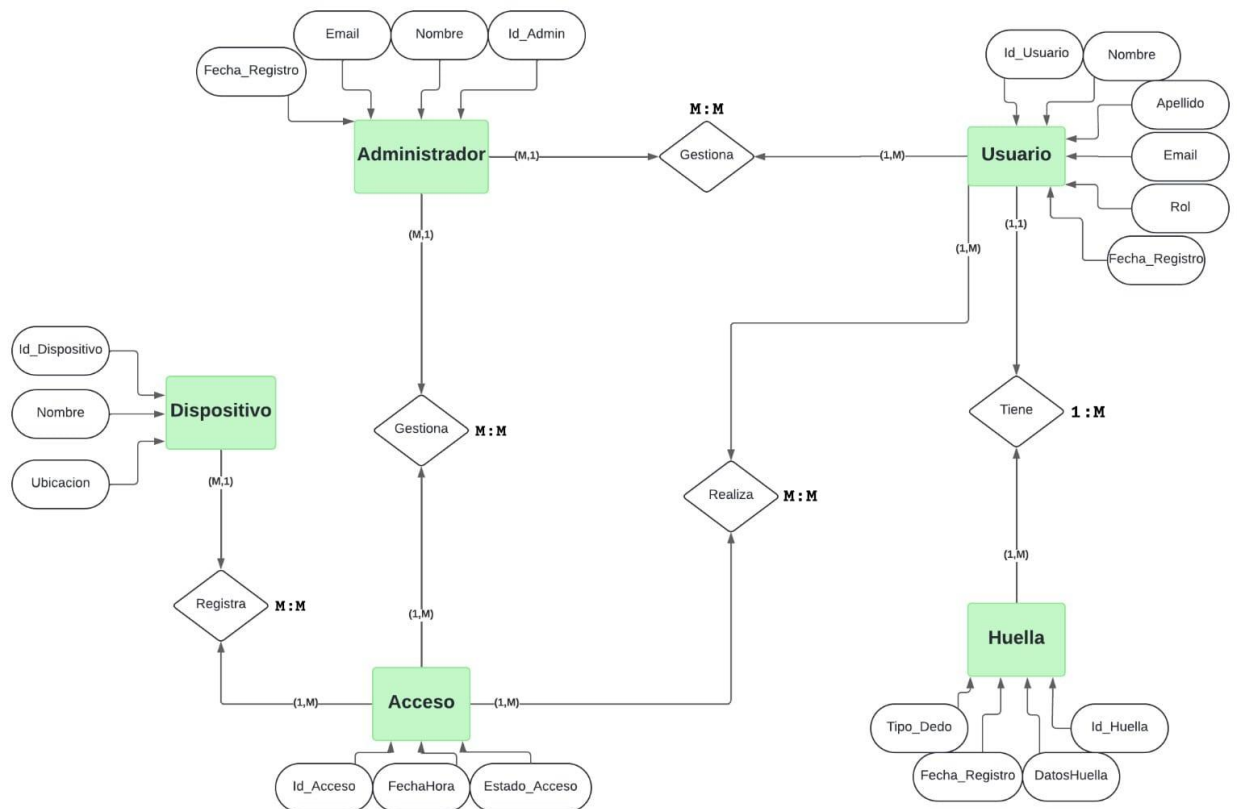 Email
Nombre
Id_Admin
Fecha_Registro
Administrador
(M,1)
M:M
Gestiona
(1,M)
Id_Usuario
Nombre
Apellido
Usuario
Email
Rol
Fecha_Registro
(M,1)
(1,M)
(1,1)
Id_Dispositivo
Nombre
Ubicacion
Dispositivo
(M,1)
Gestiona
M:M
Tiene
1:M
Realiza
M:M
(1,M)
Registra
M:M
(1,M)
Huella
(1,M)
Acceso
(1,M)
Tipo_Dedo
Id_Huella
Fecha_Registro
DatosHuella
Id_Acceso
FechaHora
Estado_Acceso